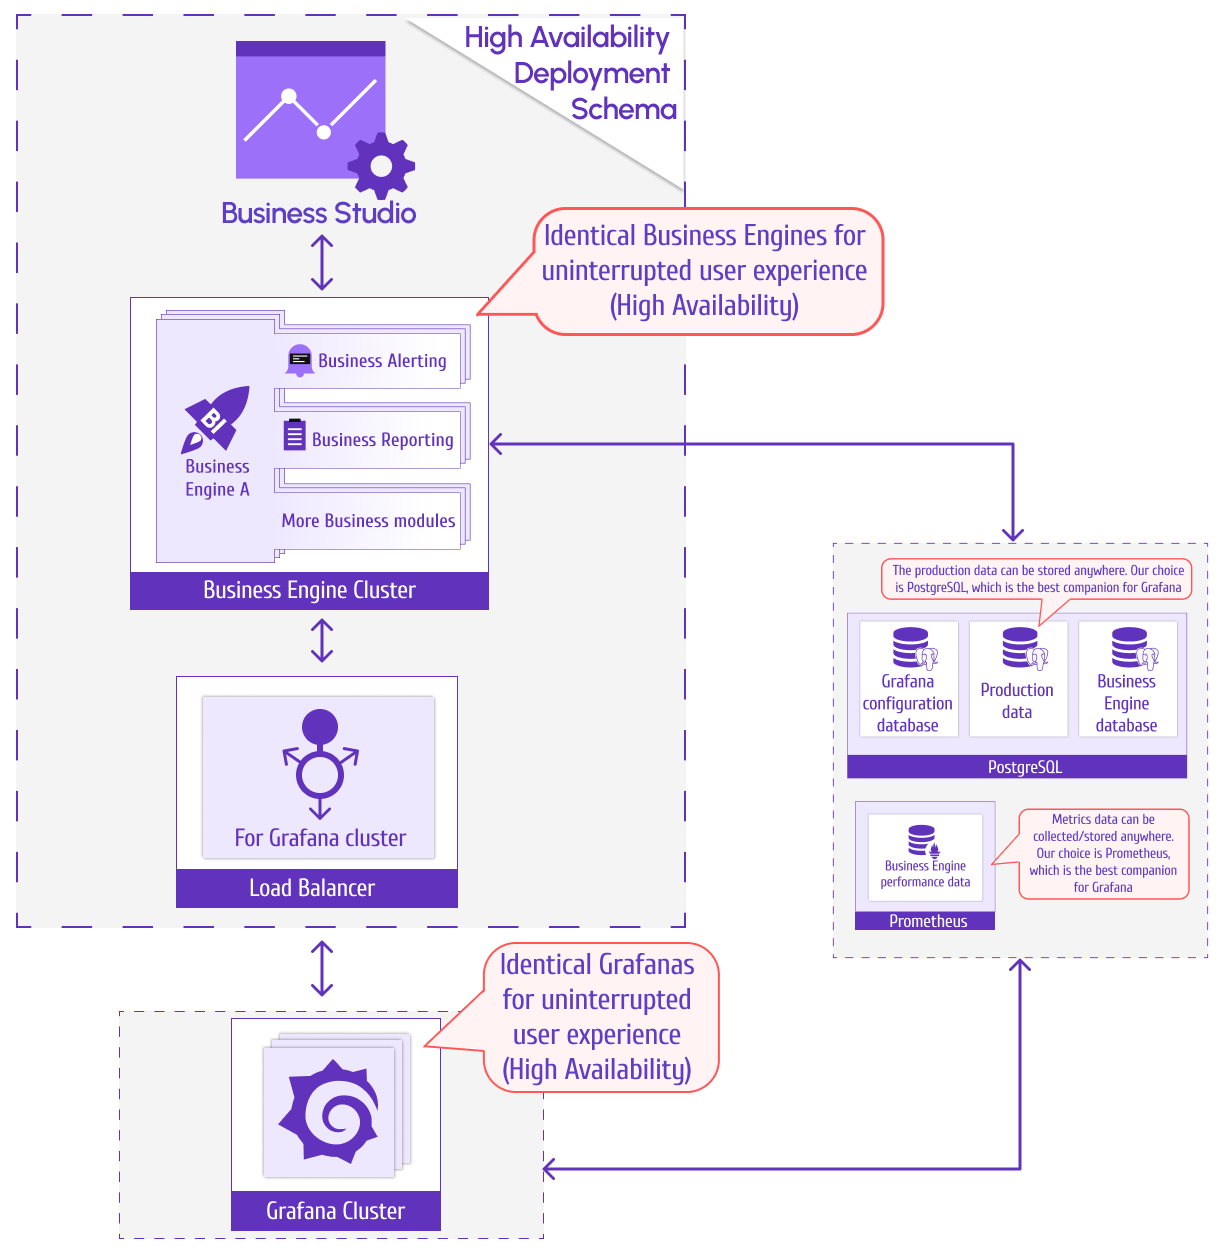 High Availability
Deployment
Schema
Business Studio
Identical Business Engines for
uninterrupted user experience
(High Availability)
Business Alerting
BI
Business
Engine A
Business Reporting
More Business modules
Business Engine Cluster
The production data can be stored anywhere. Our choice
is PostgreSQL, which is the best companion for Grafana
Grafana
configuration
database
Production
data
Business
Engine
database
PostgreSQL
For Grafana cluster
Load Balancer
Business Engine
performance data
Prometheus
Metrics data can be
collected/stored anywhere.
Our choice is Prometheus,
which is the best companion
for Grafana
Identical Grafanas
for uninterrupted
user experience
(High Availability)
Grafana Cluster